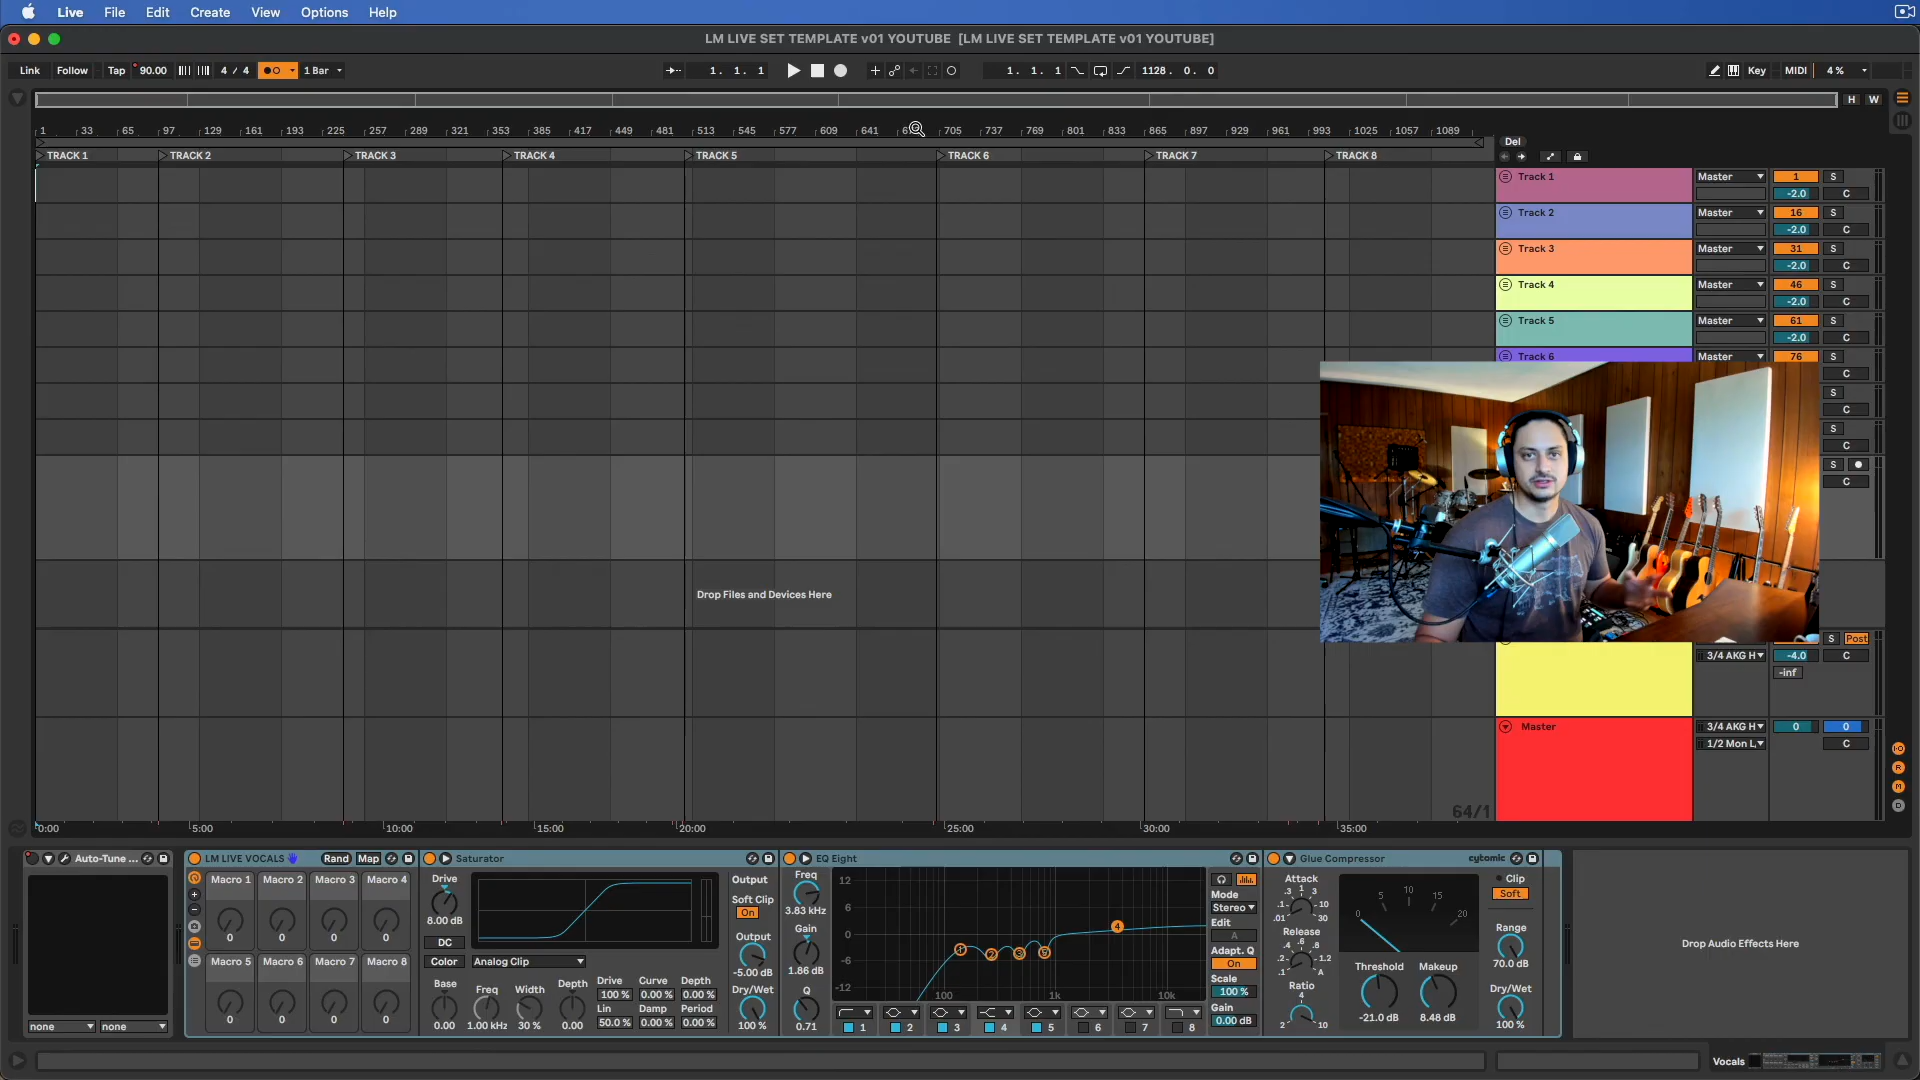 Live File Edit Create View Options Help
LM LIVE SET TEMPLATE v01 YOUTUBE [LM LIVE SET TEMPLATE v01 YOUTUBE]
Link Follow Tap 90.00 4 / 4 1 Bar 1. 1. 1 1. 1. 1 1128. 0. 0 Key MIDI 4 %
H W
1 33 65 97 129 161 193 225 257 289 321 353 385 417 449 481 513 545 577 609 641 705 737 769 801 833 865 897 929 961 993 1025 1057 1089
Del
TRACK 1 TRACK 2 TRACK 3 TRACK 4 TRACK 5 TRACK 6 TRACK 7 TRACK 8
Track 1 Master 1 S
-2.0 C
Track 2 Master 16 S
-2.0 C
Track 3 Master 31 S
-2.0 C
Track 4 Master 46 S
-2.0 C
Track 5 Master 61 S
-2.0 C
Track 6 Master 76 S
C
S
C
S
C
S
C
Drop Files and Devices Here
S Post
3/4 AKG H -4.0 C
-inf
Master 3/4 AKG H 0 0
1/2 Mon L C
64/1
0:00 5:00 10:00 15:00 20:00 25:00 30:00 35:00
Auto-Tune ... LM LIVE VOCALS Rand Map Saturator EQ Eight Glue Compressor cytomic
Macro 1 Macro 2 Macro 3 Macro 4
0 0 0 0
Macro 5 Macro 6 Macro 7 Macro 8
0 0 0 0
none none
Drive
8.00 dB
DC
Color Analog Clip
Base Freq Width Depth
0.00 1.00 kHz 30 % 0.00
Drive Curve Depth
100 % 0.00 % 0.00 %
Lin Damp Period
50.0 % 0.00 % 0.00 %
Output
Soft Clip
On
Output
-5.00 dB
Dry/Wet
100 %
Freq
3.83 kHz
Gain
1.86 dB
Q
0.71
12
6
0
-6
-12
100 1k 10k
1 2 3 4 5 6 7 8
Mode
Stereo
Edit
A
Adapt. Q
On
Scale
100 %
Gain
0.00 dB
Attack
.3 1 3
.1 10
.01 30
Release
.4 .6 .8
.2 1.2
.1 A
Ratio
4
2 10
0 5 10 15 20
Threshold Makeup
-21.0 dB 8.48 dB
Clip
Soft
Range
70.0 dB
Dry/Wet
100 %
Drop Audio Effects Here
Vocals